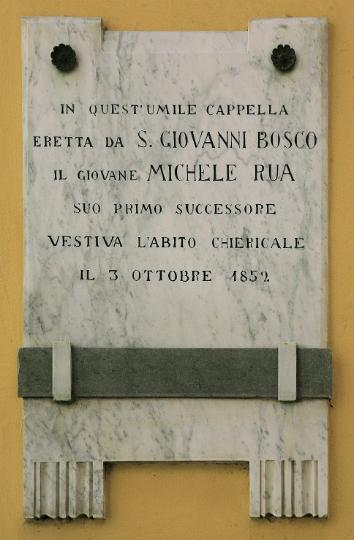 IN QUEST'UMILE CAPPELLA
ERETTA DA S. GIOVANNI BOSCO
IL GIOVANE MICHELE RUA
SUO PRIMO SUCCESSORE
VESTIVA L'ABITO CHIERICALE
IL 3 OTTOBRE 1852